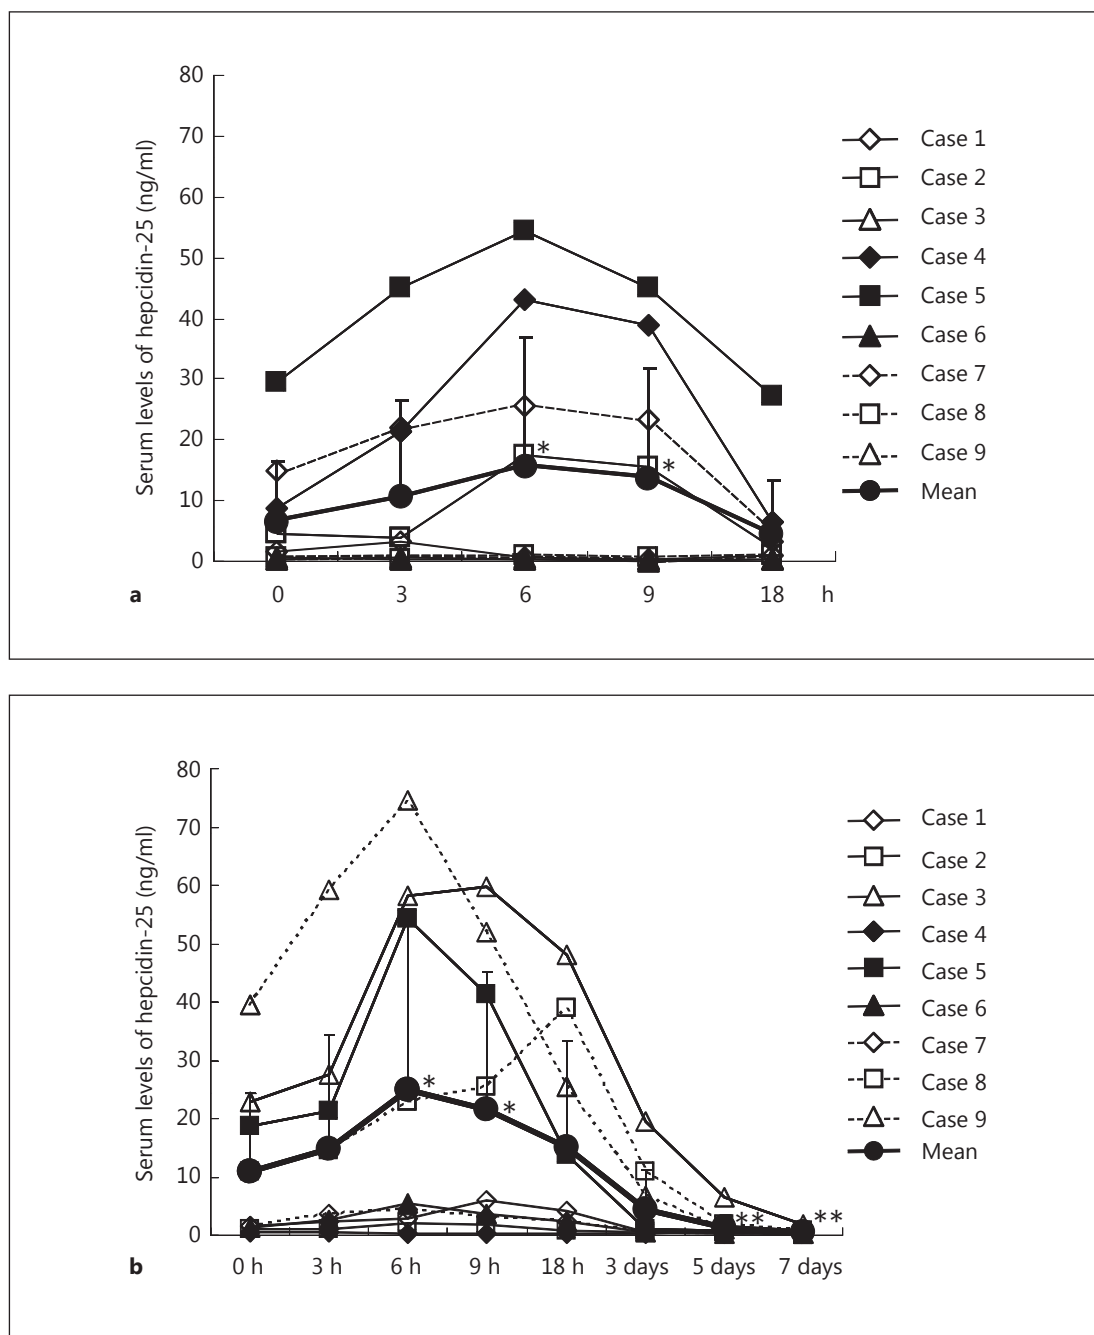 Serum levels of hepcidin-25 (ng/ml)
80
70
60
50
40
30
20
10
0
0 3 6 9 18 h
*
*
Case 1
Case 2
Case 3
Case 4
Case 5
Case 6
Case 7
Case 8
Case 9
Mean
a
Serum levels of hepcidin-25 (ng/ml)
80
70
60
50
40
30
20
10
0
0 h 3 h 6 h 9 h 18 h 3 days 5 days 7 days
*
*
**
**
Case 1
Case 2
Case 3
Case 4
Case 5
Case 6
Case 7
Case 8
Case 9
Mean
b